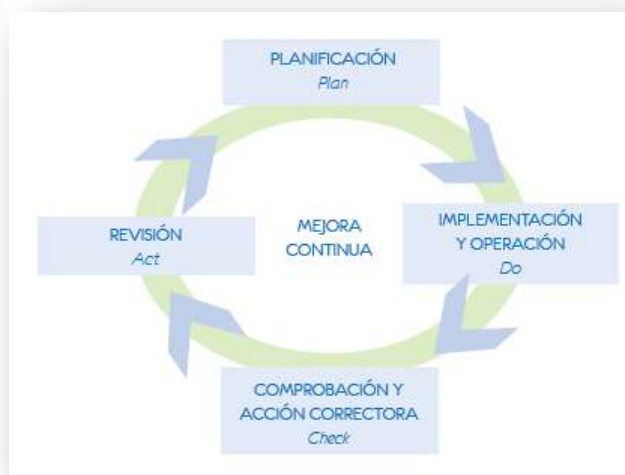 PLANIFICACIÓN
Plan
IMPLEMENTACIÓN
Y OPERACIÓN
Do
COMPROBACIÓN Y
ACCIÓN CORRECTORA
Check
REVISIÓN
Act
MEJORA
CONTINUA